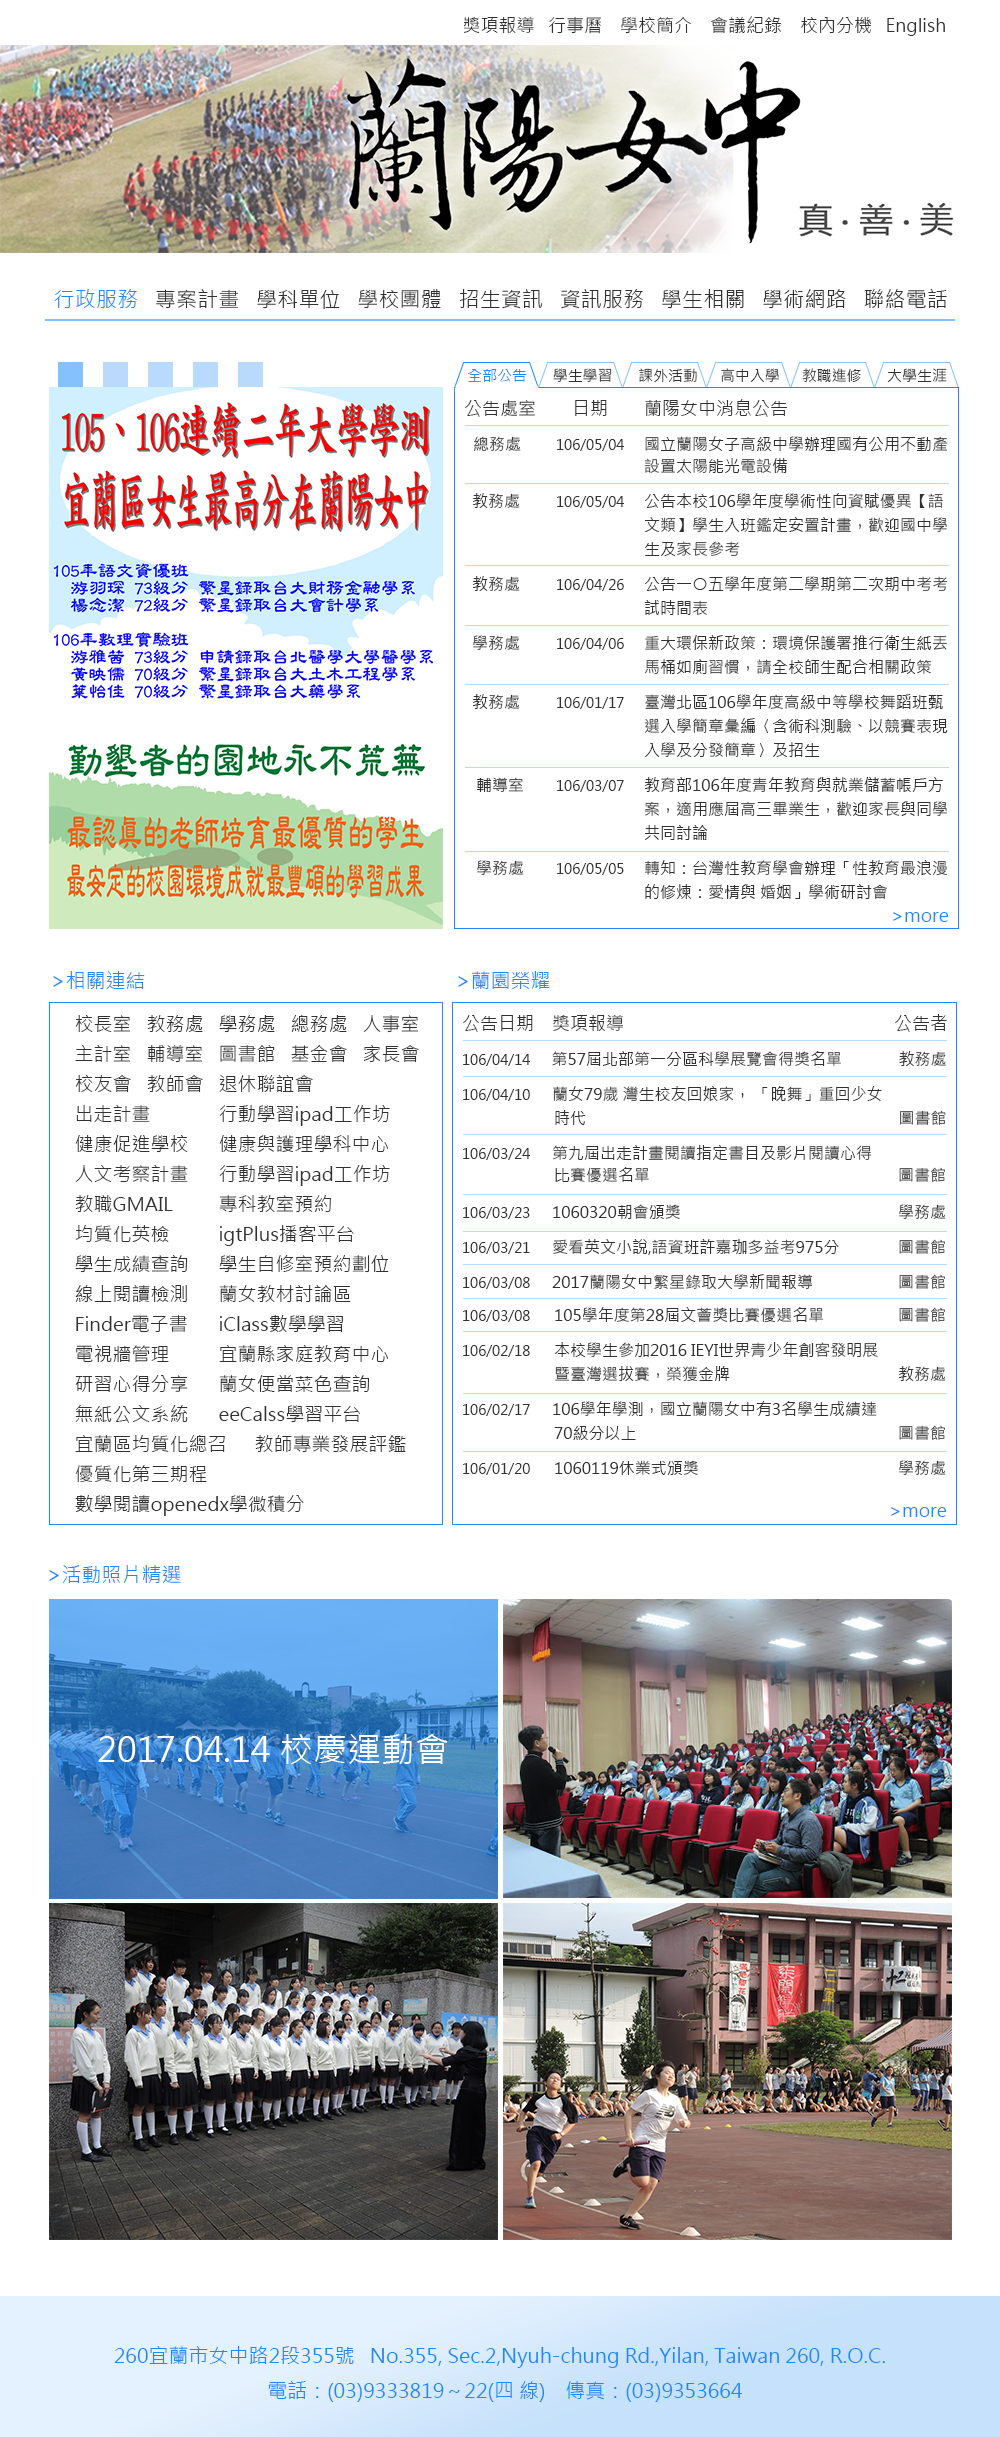 獎項報導 行事曆 學校簡介 會議紀錄 校內分機 English
蘭陽女中
真·善·美
行政服務 專案計畫 學科單位 學校團體 招生資訊 資訊服務 學生相關 學術網路 聯絡電話
105、106連續二年大學學測
宜蘭區女生最高分在蘭陽女中
105年語文資優班
游羽琛 73級分 繁星錄取台大財務金融學系
楊念潔 72級分 繁星錄取台大會計學系
106年數理實驗班
游雅茜 73級分 申請錄取台北醫學大學醫學系
黃映儒 70級分 繁星錄取台大土木工程學系
葉怡佳 70級分 繁星錄取台大藥學系
勤墾者的園地永不荒蕪
最認真的老師培育最優質的學生
最安定的校園環境成就最豐碩的學習成果
全部公告 學生學習 課外活動 高中入學 教職進修 大學生涯
公告處室 日期 蘭陽女中消息公告
總務處 106/05/04 國立蘭陽女子高級中學辦理國有公用不動產
設置太陽能光電設備
教務處 106/05/04 公告本校106學年度學術性向資賦優異【語
文類】學生入班鑑定安置計畫，歡迎國中學
生及家長參考
教務處 106/04/26 公告一〇五學年度第二學期第二次期中考考
試時間表
學務處 106/04/06 重大環保新政策：環境保護署推行衛生紙丟
馬桶如廁習慣，請全校師生配合相關政策
教務處 106/01/17 臺灣北區106學年度高級中等學校舞蹈班甄
選入學簡章彙編〈含術科測驗、以競賽表現
入學及分發簡章〉及招生
輔導室 106/03/07 教育部106年度青年教育與就業儲蓄帳戶方
案，適用應屆高三畢業生，歡迎家長與同學
共同討論
學務處 106/05/05 轉知：台灣性教育學會辦理「性教育最浪漫
的修煉：愛情與 婚姻」學術研討會
>more
>相關連結
校長室 教務處 學務處 總務處 人事室
主計室 輔導室 圖書館 基金會 家長會
校友會 教師會 退休聯誼會
出走計畫 行動學習ipad工作坊
健康促進學校 健康與護理學科中心
人文考察計畫 行動學習ipad工作坊
教職GMAIL 專科教室預約
均質化英檢 igtPlus播客平台
學生成績查詢 學生自修室預約劃位
線上閱讀檢測 蘭女教材討論區
Finder電子書 iClass數學學習
電視牆管理 宜蘭縣家庭教育中心
研習心得分享 蘭女便當菜色查詢
無紙公文系統 eeCalss學習平台
宜蘭區均質化總召 教師專業發展評鑑
優質化第三期程
數學閱讀openedx學微積分
>蘭園榮耀
公告日期 獎項報導 公告者
106/04/14 第57屆北部第一分區科學展覽會得獎名單 教務處
106/04/10 蘭女79歲 灣生校友回娘家，「晚舞」重回少女
時代 圖書館
106/03/24 第九屆出走計畫閱讀指定書目及影片閱讀心得
比賽優選名單 圖書館
106/03/23 1060320朝會頒獎 學務處
106/03/21 愛看英文小說,語資班許嘉珈多益考975分 圖書館
106/03/08 2017蘭陽女中繁星錄取大學新聞報導 圖書館
106/03/08 105學年度第28屆文薈獎比賽優選名單 圖書館
106/02/18 本校學生參加2016 IEYI世界青少年創客發明展
暨臺灣選拔賽，榮獲金牌 教務處
106/02/17 106學年學測，國立蘭陽女中有3名學生成績達
70級分以上 圖書館
106/01/20 1060119休業式頒獎 學務處
>more
>活動照片精選
2017.04.14 校慶運動會
260宜蘭市女中路2段355號 No.355, Sec.2,Nyuh-chung Rd.,Yilan, Taiwan 260, R.O.C.
電話：(03)9333819～22(四 線) 傳真：(03)9353664